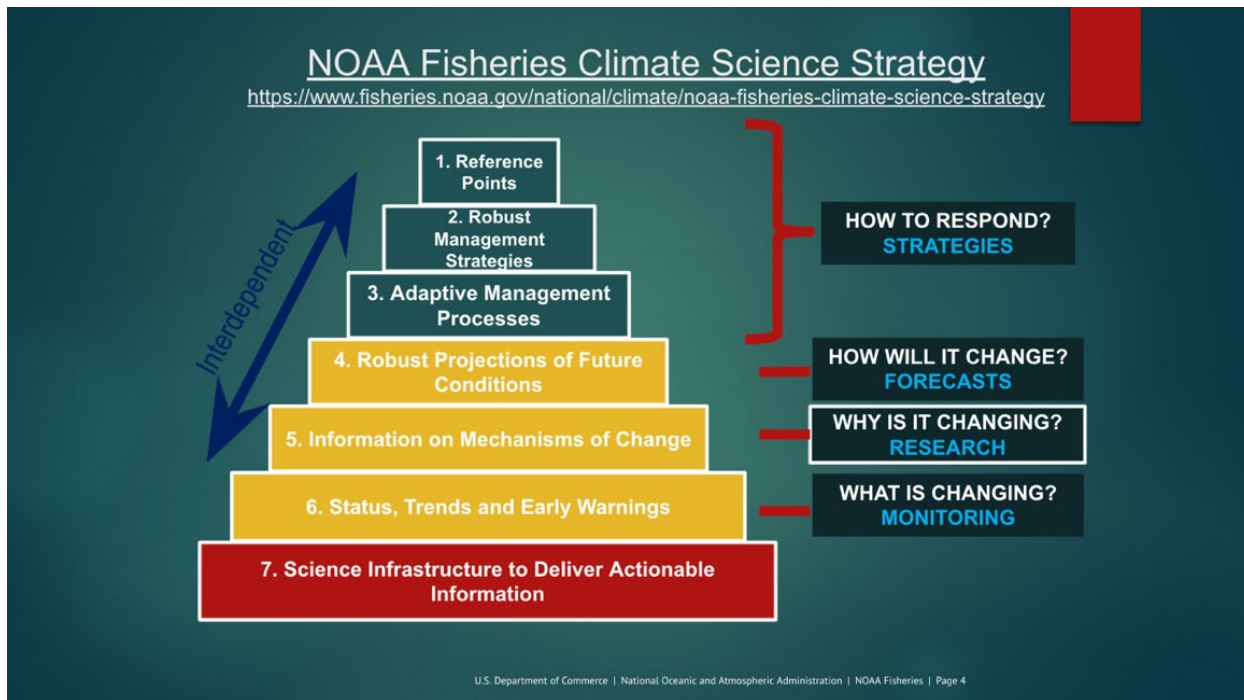 NOAA Fisheries Climate Science Strategy
https://www.fisheries.noaa.gov/national/climate/noaa-fisheries-climate-science-strategy
Interdependent
1. Reference
Points
2. Robust
Management
Strategies
3. Adaptive Management
Processes
4. Robust Projections of Future
Conditions
5. Information on Mechanisms of Change
6. Status, Trends and Early Warnings
7. Science Infrastructure to Deliver Actionable
Information
HOW TO RESPOND?
STRATEGIES
HOW WILL IT CHANGE?
FORECASTS
WHY IS IT CHANGING?
RESEARCH
WHAT IS CHANGING?
MONITORING
U.S. Department of Commerce | National Oceanic and Atmospheric Administration | NOAA Fisheries | Page 4